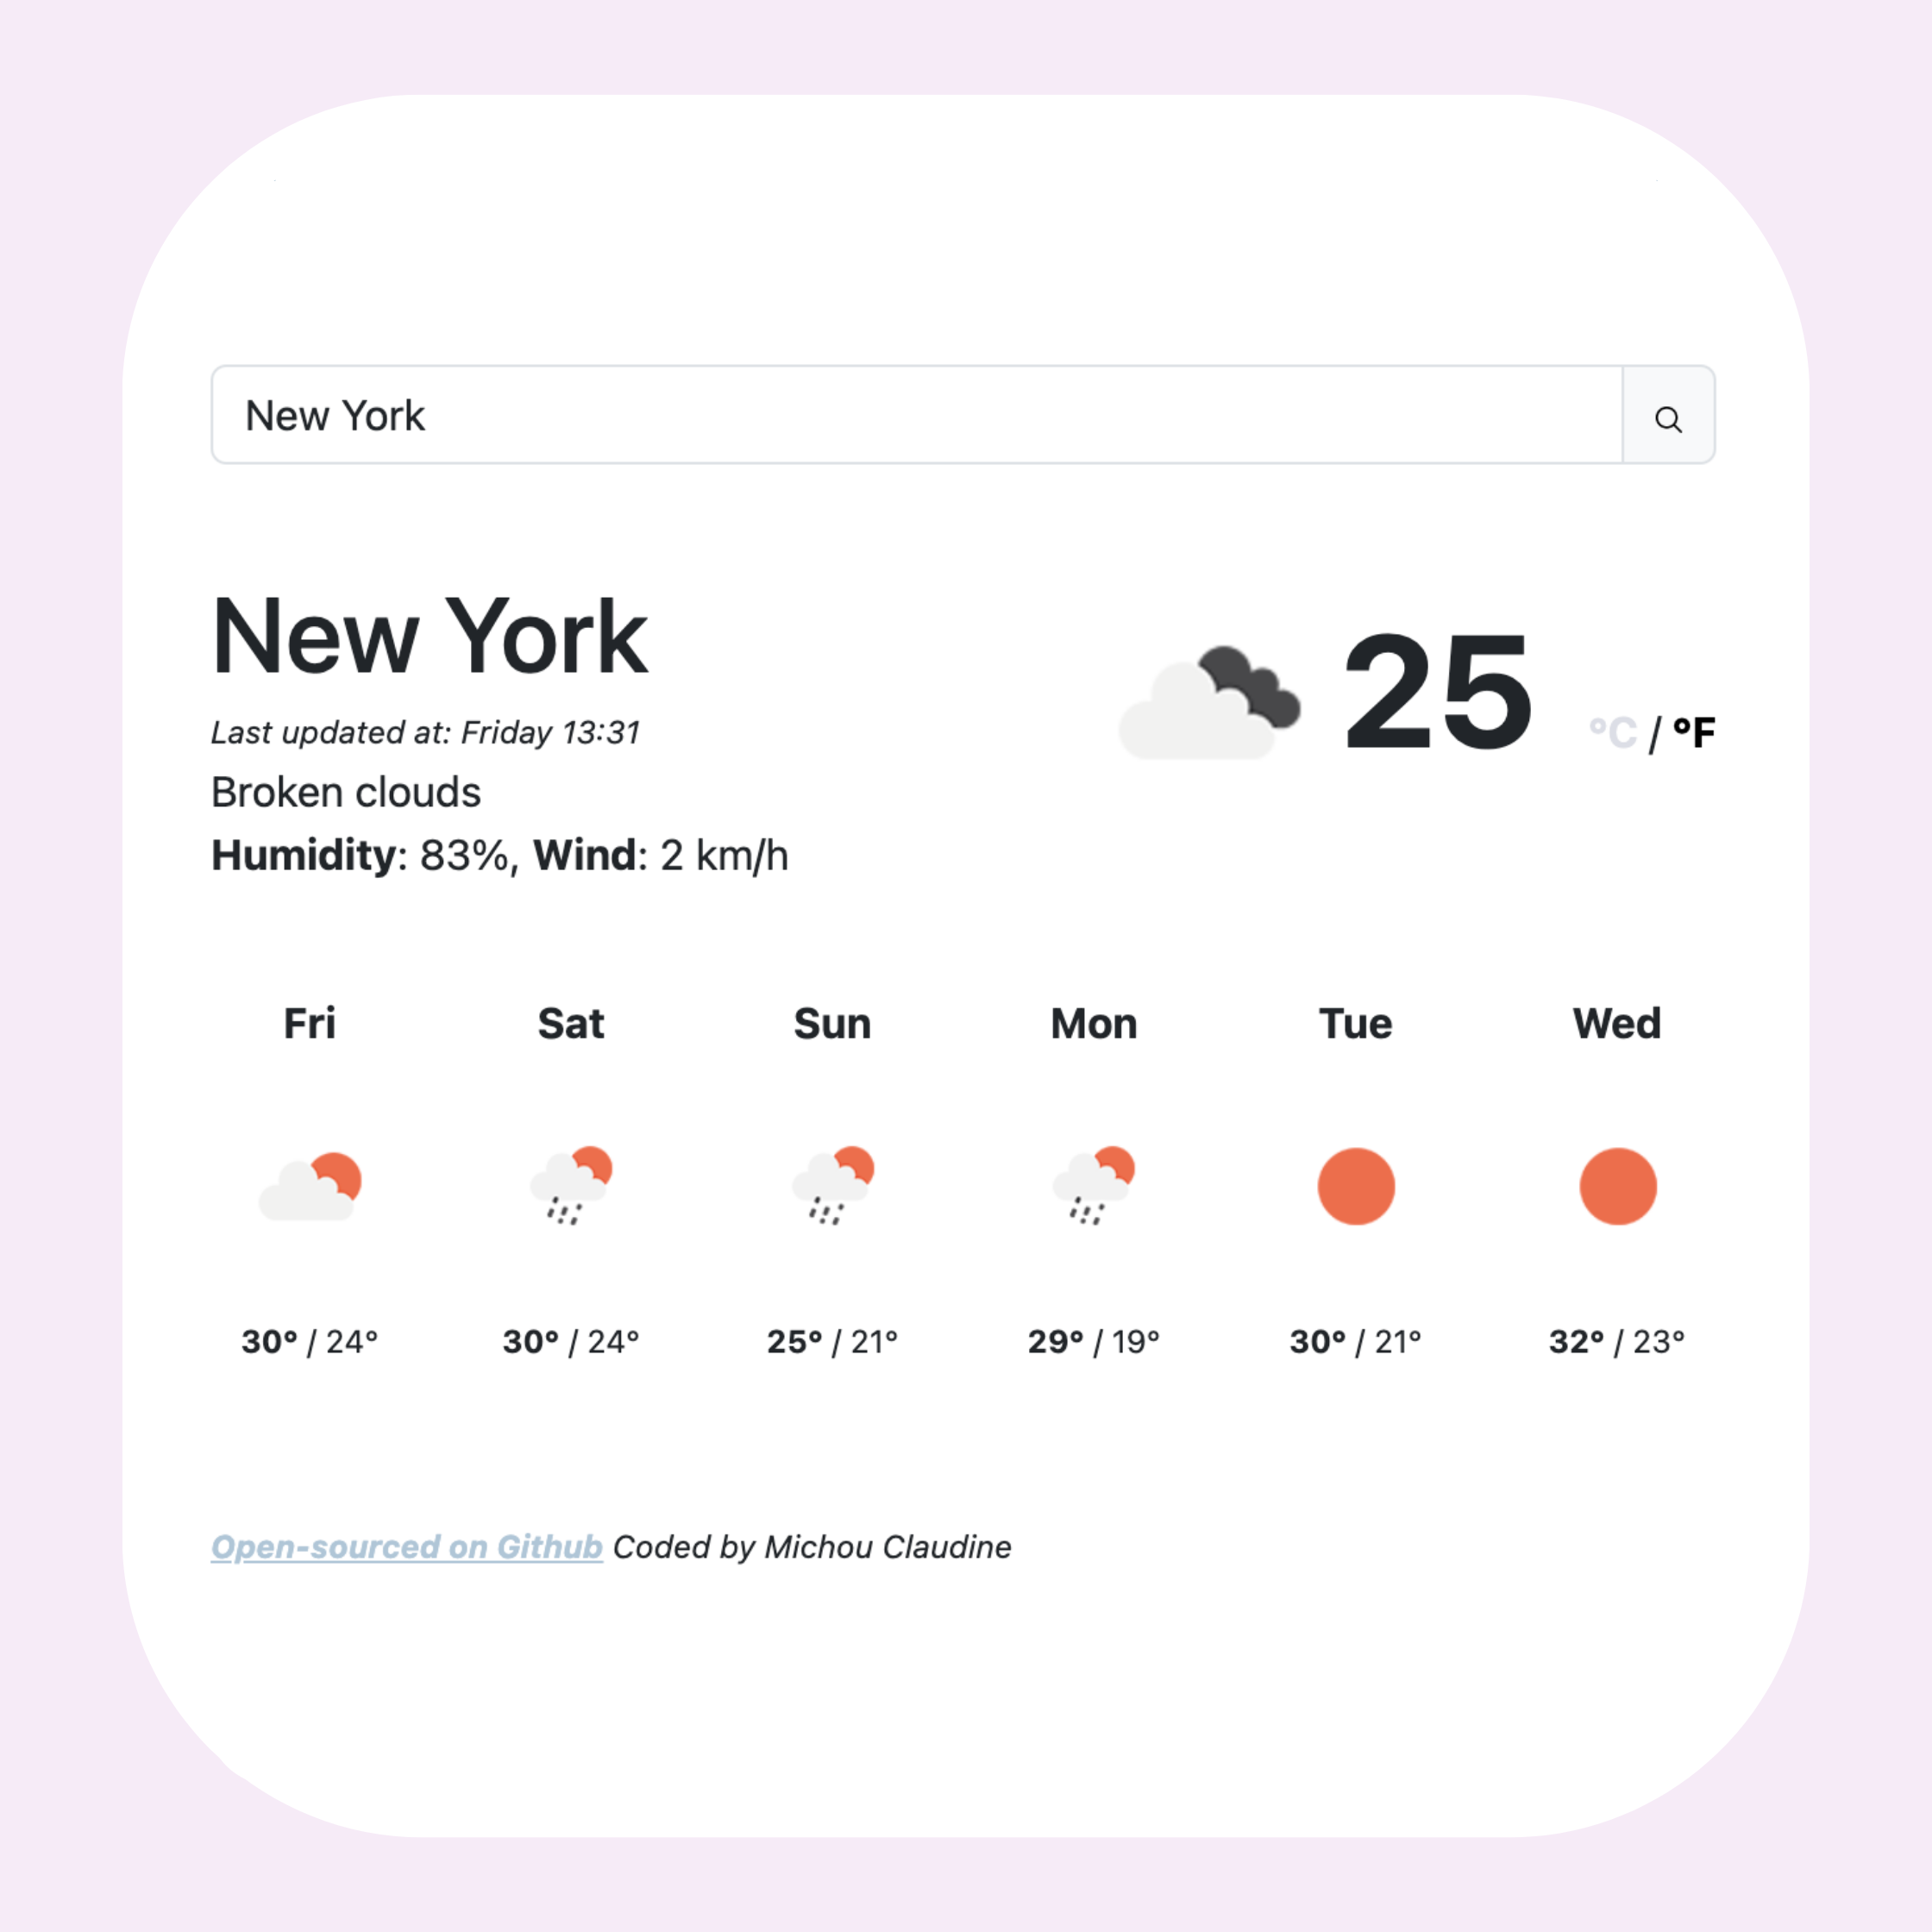 New York
New York
25 °C / °F
Last updated at: Friday 13:31
Broken clouds
Humidity: 83%, Wind: 2 km/h
Fri Sat Sun Mon Tue Wed
30° / 24° 30° / 24° 25° / 21° 29° / 19° 30° / 21° 32° / 23°
Open-sourced on Github Coded by Michou Claudine